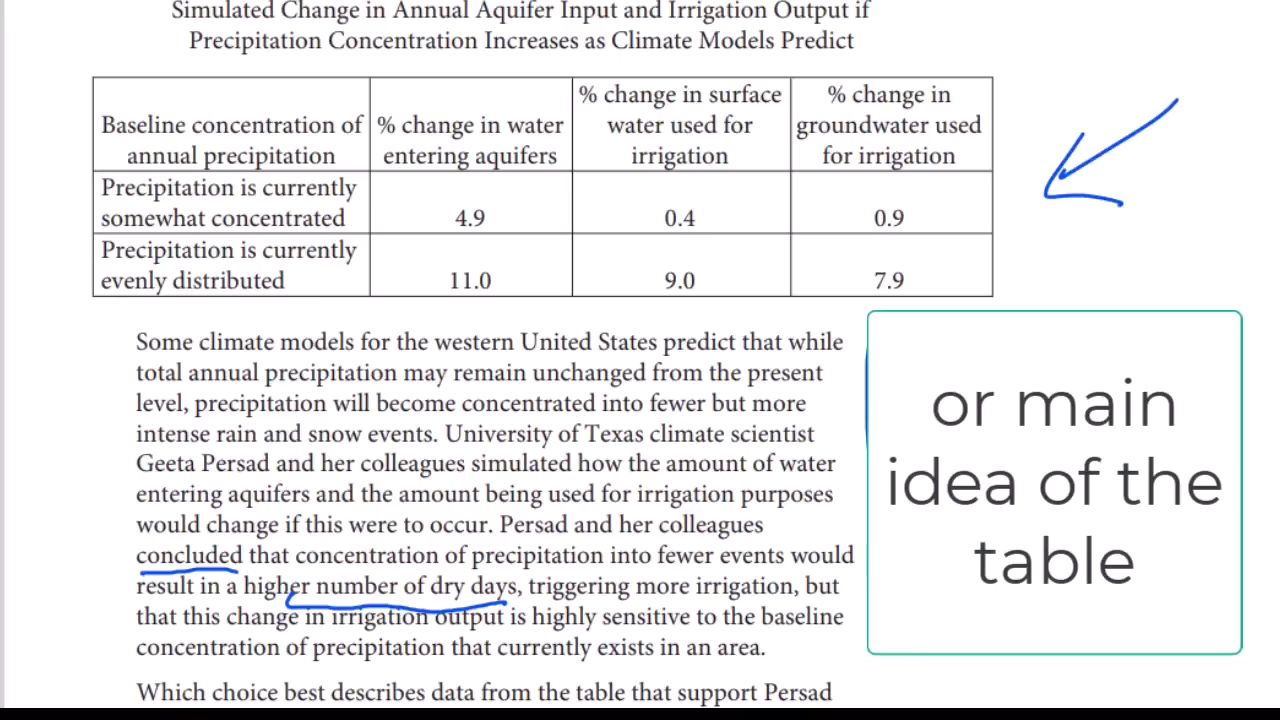 Simulated Change in Annual Aquifer Input and Irrigation Output if
Precipitation Concentration Increases as Climate Models Predict
Baseline concentration of annual precipitation
% change in water entering aquifers
% change in surface water used for irrigation
% change in groundwater used for irrigation
Precipitation is currently somewhat concentrated
4.9
0.4
0.9
Precipitation is currently evenly distributed
11.0
9.0
7.9
Some climate models for the western United States predict that while
total annual precipitation may remain unchanged from the present
level, precipitation will become concentrated into fewer but more
intense rain and snow events. University of Texas climate scientist
Geeta Persad and her colleagues simulated how the amount of water
entering aquifers and the amount being used for irrigation purposes
would change if this were to occur. Persad and her colleagues
concluded that concentration of precipitation into fewer events would
result in a higher number of dry days, triggering more irrigation, but
that this change in irrigation output is highly sensitive to the baseline
concentration of precipitation that currently exists in an area.
Which choice best describes data from the table that support Persad
or main
idea of the
table